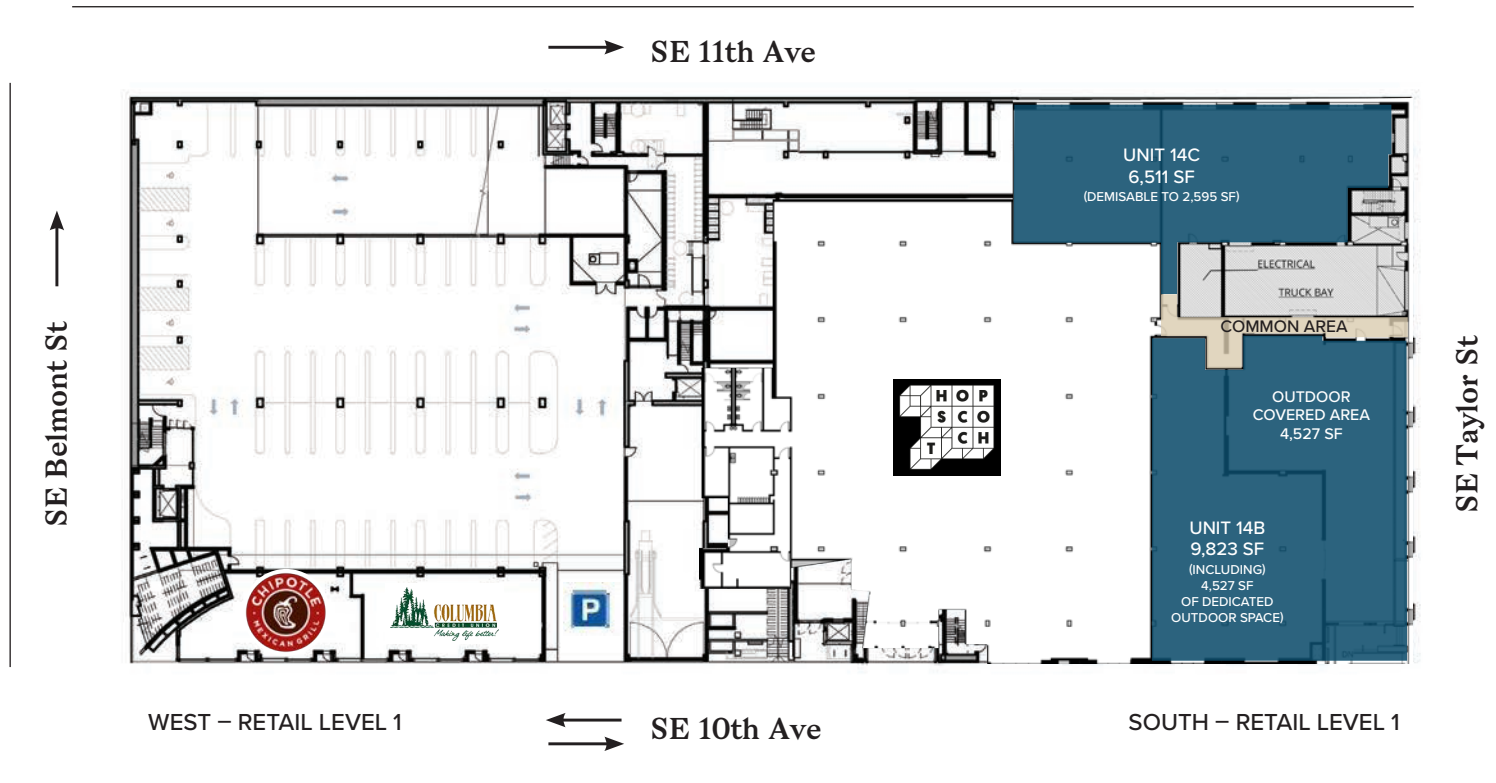 SE 11th Ave
SE Belmont St
UNIT 14C
6,511 SF
(DEMISABLE TO 2,595 SF)
ELECTRICAL
TRUCK BAY
COMMON AREA
SE Taylor St
HOP
SCO
TCH
OUTDOOR
COVERED AREA
4,527 SF
UNIT 14B
9,823 SF
(INCLUDING)
4,527 SF
OF DEDICATED
OUTDOOR SPACE)
CHIPOTLE
MEXICAN GRILL
COLUMBIA
CREDIT UNION
Making life better!
P
WEST – RETAIL LEVEL 1
SE 10th Ave
SOUTH – RETAIL LEVEL 1